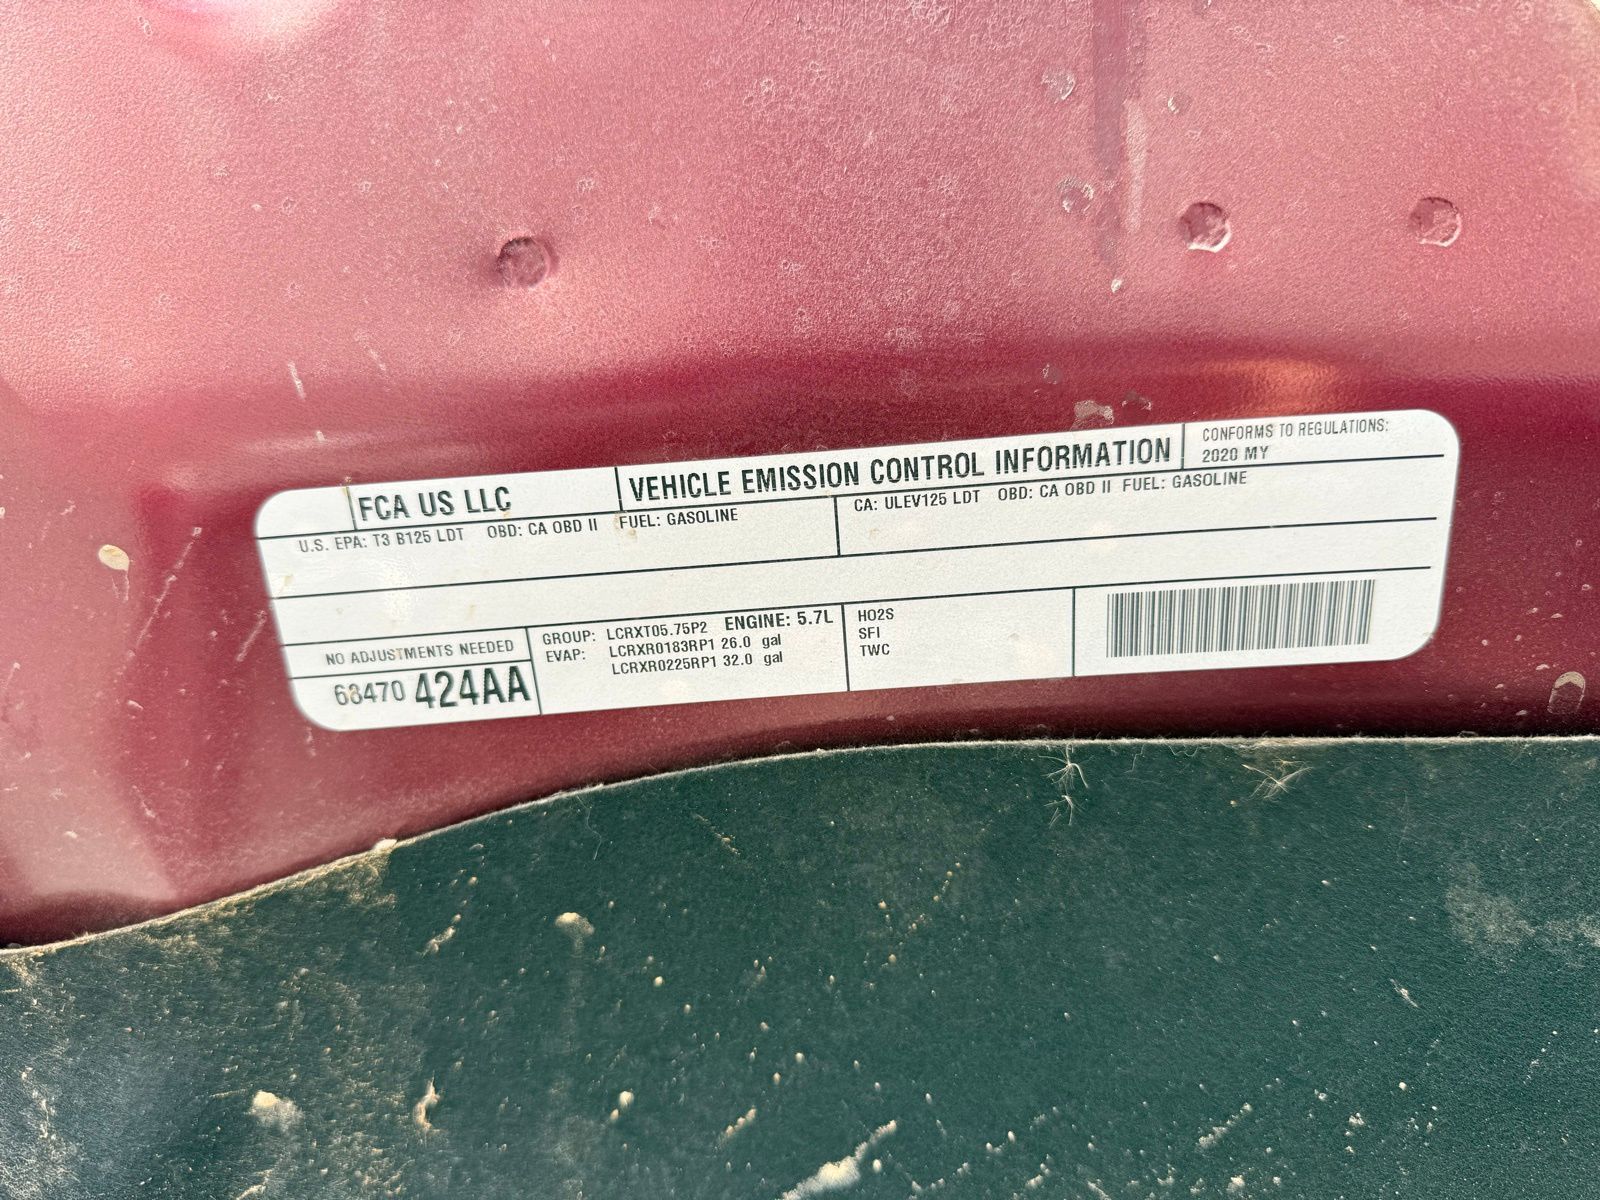 FCA US LLC
VEHICLE EMISSION CONTROL INFORMATION
CONFORMS TO REGULATIONS:
2020 MY
U.S. EPA: T3 B125 LDT OBD: CA OBD II FUEL: GASOLINE
CA: ULEV125 LDT OBD: CA OBD II FUEL: GASOLINE
NO ADJUSTMENTS NEEDED
68470 424AA
GROUP: LCRXT05.75P2 ENGINE: 5.7L
EVAP: LCRXR0183RP1 26.0 gal
LCRXR0225RP1 32.0 gal
HO2S
SFI
TWC